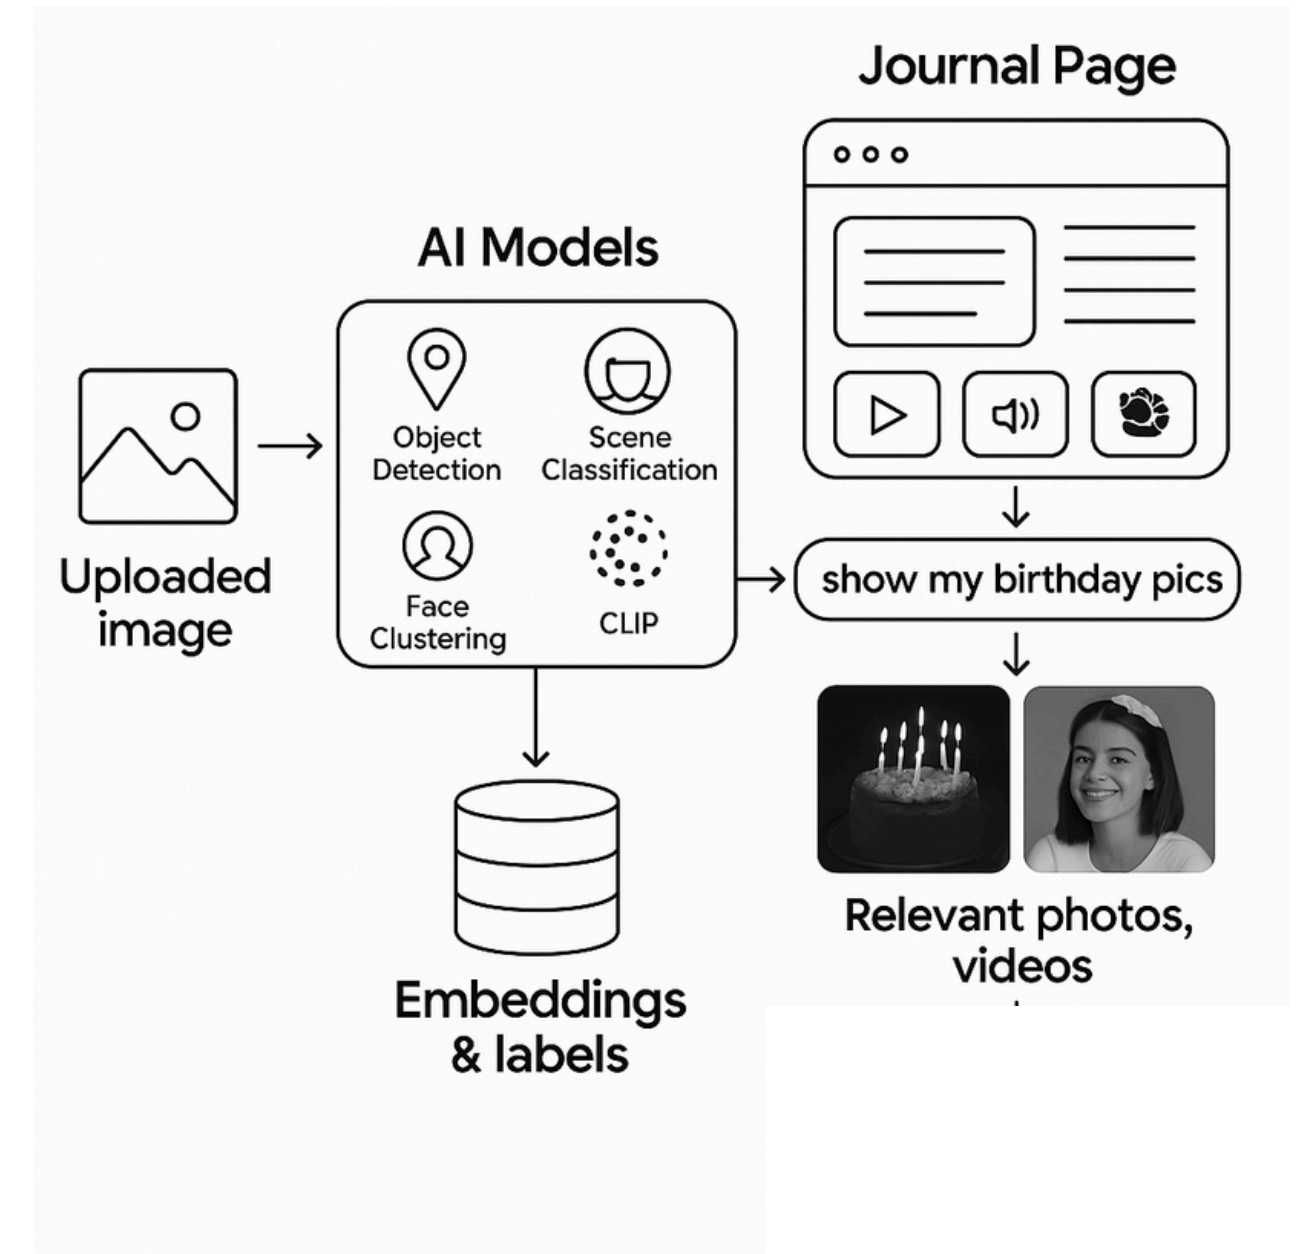 Journal Page
AI Models
Object
Detection
Scene
Classification
Face
Clustering
CLIP
Uploaded
image
show my birthday pics
Relevant photos,
videos
Embeddings
& labels